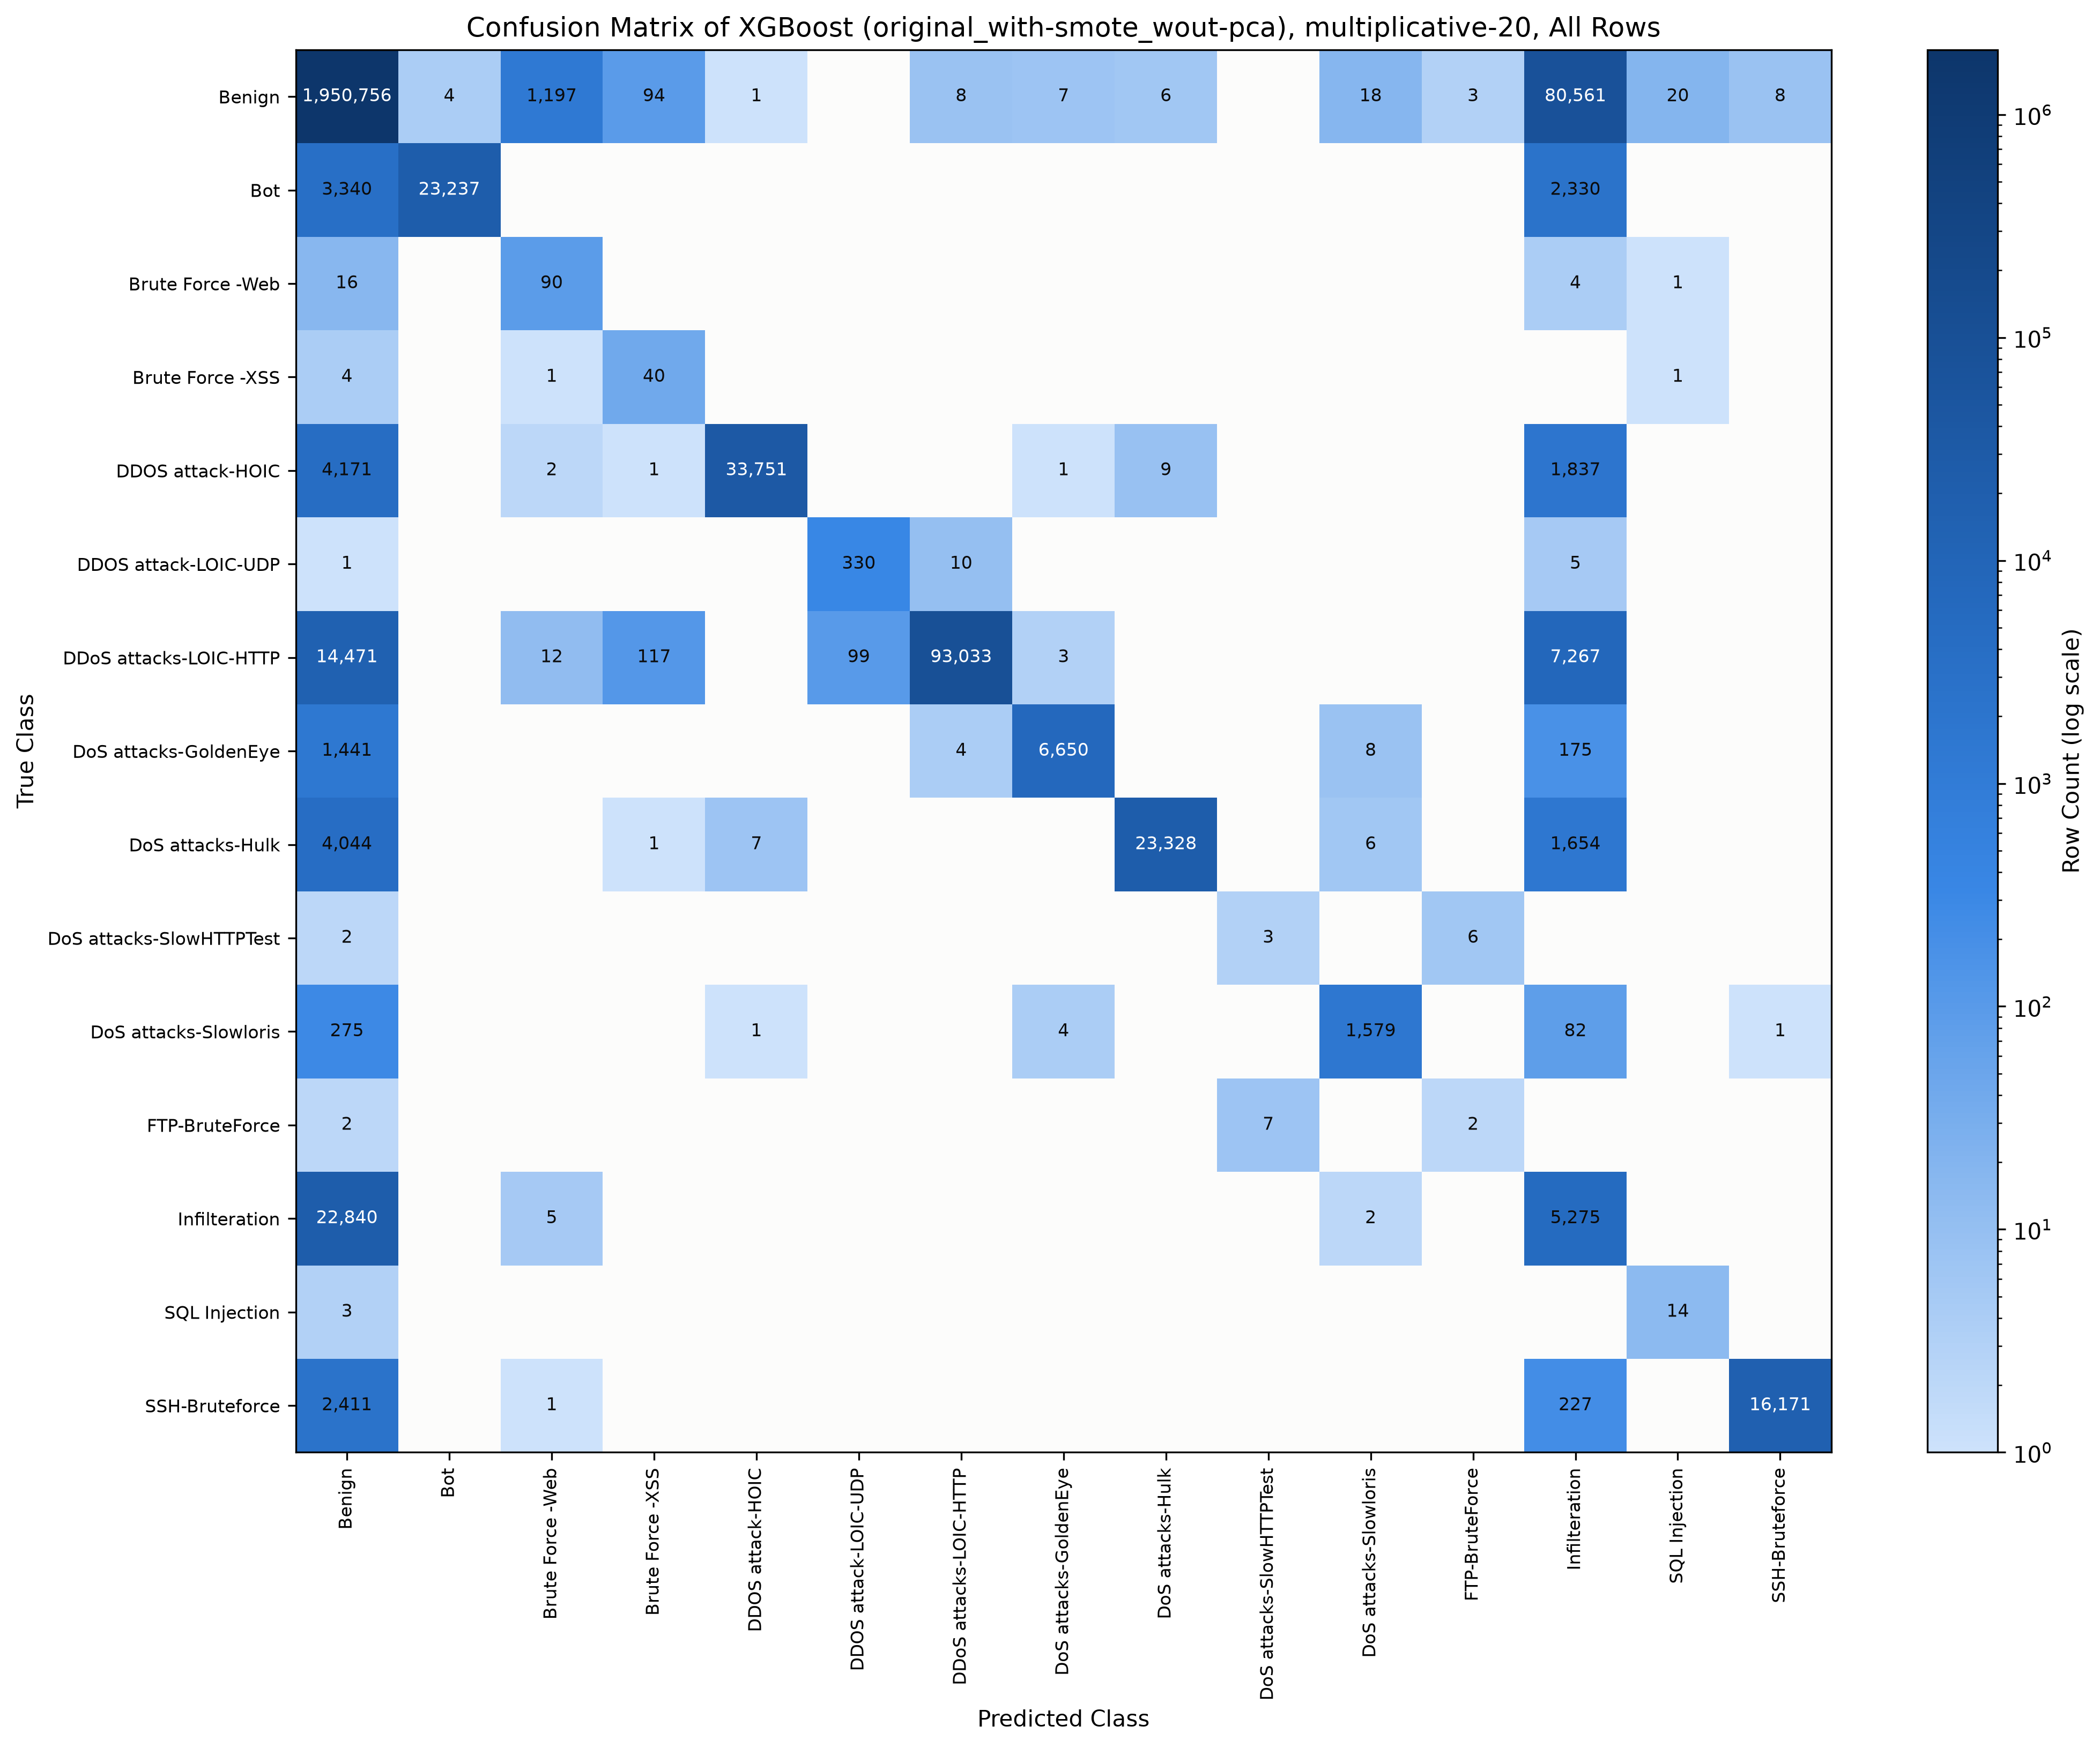 Confusion Matrix of XGBoost (original_with-smote_wout-pca), multiplicative-20, All Rows
True Class
Benign 1,950,756 4 1,197 94 1 8 7 6 18 3 80,561 20 8
Bot 3,340 23,237 2,330
Brute Force -Web 16 90 4 1
Brute Force -XSS 4 1 40 1
DDOS attack-HOIC 4,171 2 1 33,751 1 9 1,837
DDOS attack-LOIC-UDP 1 330 10 5
DDoS attacks-LOIC-HTTP 14,471 12 117 99 93,033 3 7,267
DoS attacks-GoldenEye 1,441 4 6,650 8 175
DoS attacks-Hulk 4,044 1 7 23,328 6 1,654
DoS attacks-SlowHTTPTest 2 3 6
DoS attacks-Slowloris 275 1 4 1,579 82 1
FTP-BruteForce 2 7 2
Infilteration 22,840 5 2 5,275
SQL Injection 3 14
SSH-Bruteforce 2,411 1 227 16,171
Benign
Bot
Brute Force -Web
Brute Force -XSS
DDOS attack-HOIC
DDOS attack-LOIC-UDP
DDoS attacks-LOIC-HTTP
DoS attacks-GoldenEye
DoS attacks-Hulk
DoS attacks-SlowHTTPTest
DoS attacks-Slowloris
FTP-BruteForce
Infilteration
SQL Injection
SSH-Bruteforce
Predicted Class
10⁶
10⁵
10⁴
10³
10²
10¹
10⁰
Row Count (log scale)